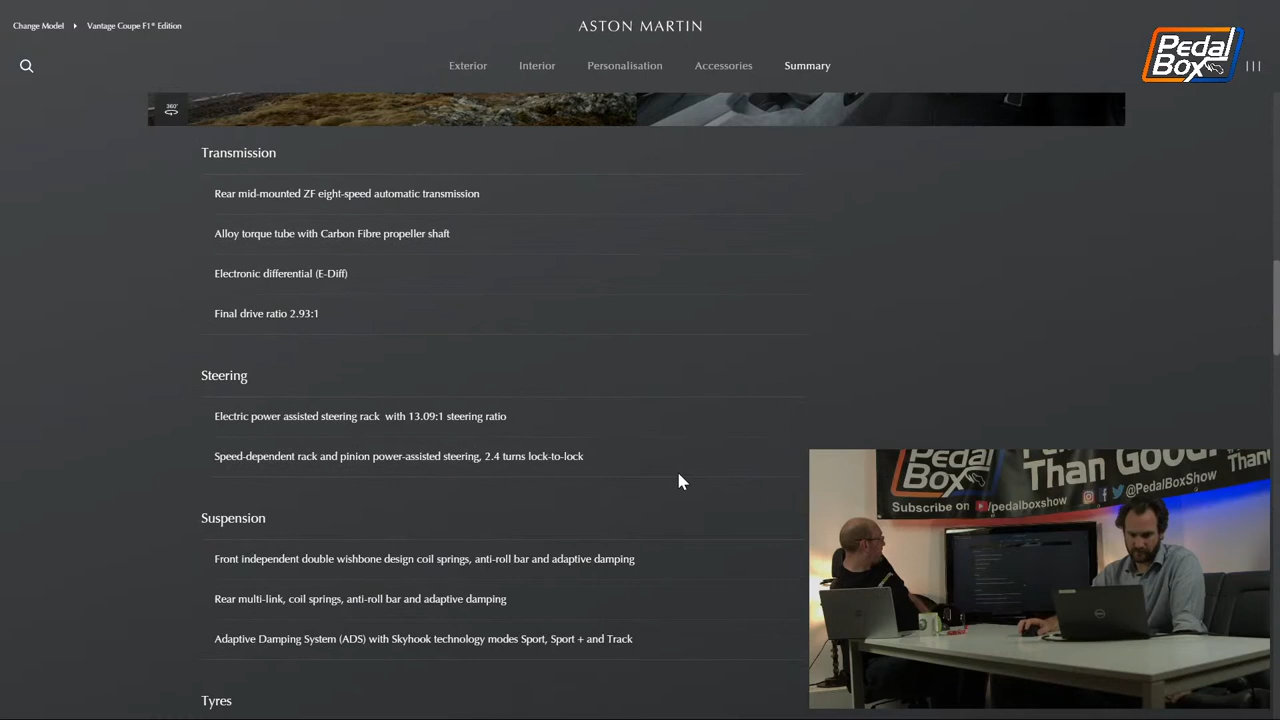 Change Model
Vantage Coupe F1® Edition
ASTON MARTIN
Pedal
Box
Exterior
Interior
Personalisation
Accessories
Summary
360°
Transmission
Rear mid-mounted ZF eight-speed automatic transmission
Alloy torque tube with Carbon Fibre propeller shaft
Electronic differential (E-Diff)
Final drive ratio 2.93:1
Steering
Electric power assisted steering rack with 13.09:1 steering ratio
Speed-dependent rack and pinion power-assisted steering, 2.4 turns lock-to-lock
Suspension
Front independent double wishbone design coil springs, anti-roll bar and adaptive damping
Rear multi-link, coil springs, anti-roll bar and adaptive damping
Adaptive Damping System (ADS) with Skyhook technology modes Sport, Sport + and Track
Tyres
Pedal
Box
Than Good
Than
Subscribe on /pedalboxshow
@PedalBoxShow
DELL